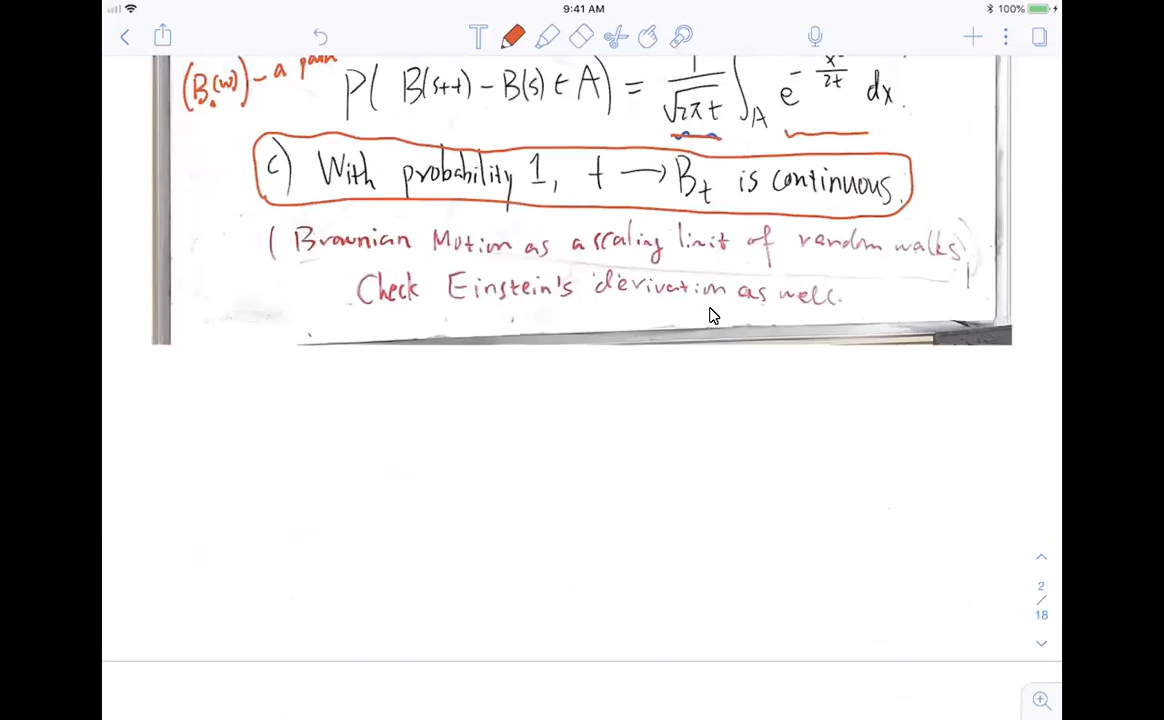 9:41 AM
100%
(B.(ω)) - a path
P( B(s+t) - B(s) ∈ A) = 1/√2πt ∫_A e^{-x²/2t} dx.
c) With probability 1, t → B_t is continuous.
( Brownian Motion as a scaling limit of random walks)
Check Einstein's derivation as well.
2
/
18